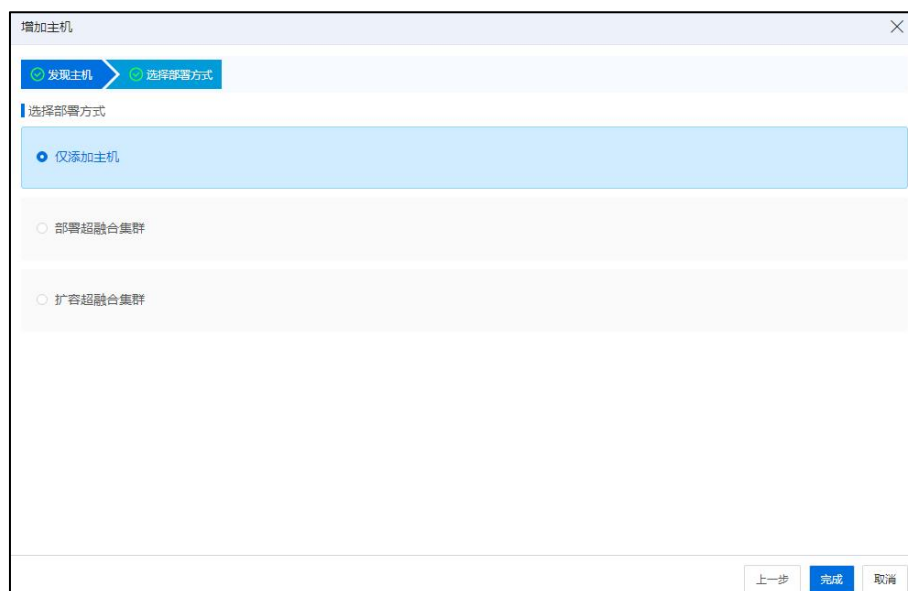 增加主机
发现主机 选择部署方式
选择部署方式
仅添加主机
部署超融合集群
扩容超融合集群
上一步 完成 取消